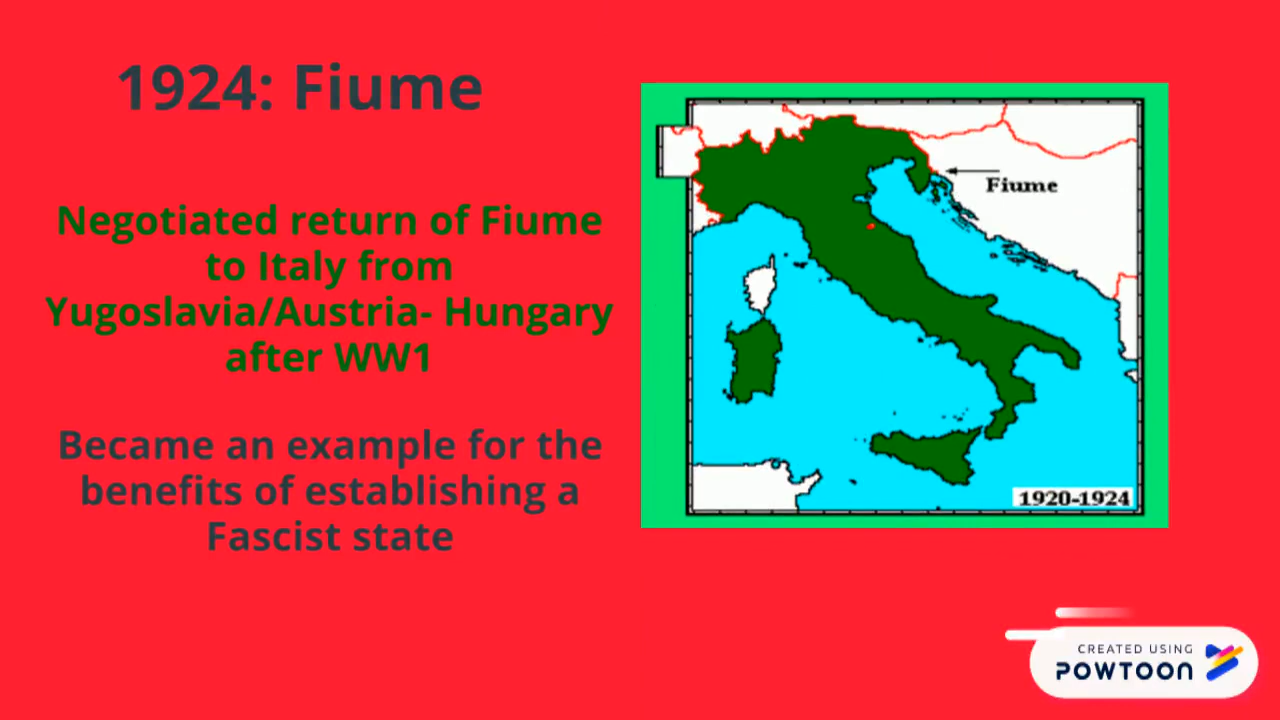 1924: Fiume
Negotiated return of Fiume
to Italy from
Yugoslavia/Austria- Hungary
after WW1
Became an example for the
benefits of establishing a
Fascist state
Fiume
1920-1924
CREATED USING
POWTOON